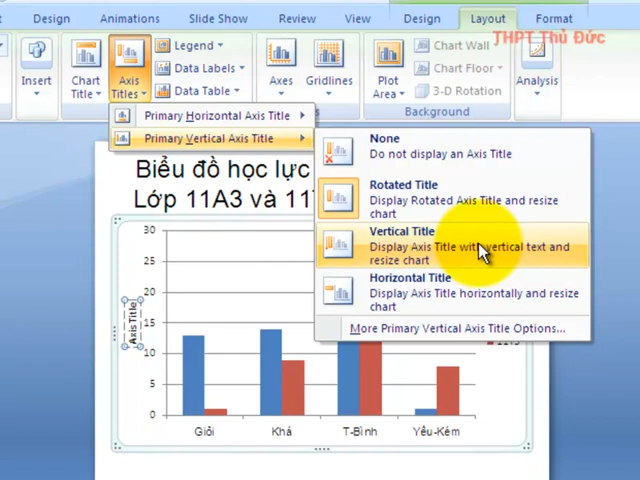 Animations Slide Show Review View Design Layout Format
THPT Thủ Đức
Insert
Chart Title
Axis Titles
Legend
Data Labels
Data Table
Axes
Gridlines
Plot Area
Chart Wall
Chart Floor
3-D Rotation
Analysis
Background
Primary Horizontal Axis Title
Primary Vertical Axis Title
None
Do not display an Axis Title
Rotated Title
Display Rotated Axis Title and resize
chart
Vertical Title
Display Axis Title with vertical text and
resize chart
Horizontal Title
Display Axis Title horizontally and resize
chart
More Primary Vertical Axis Title Options...
Biểu đồ học lực
Lớp 11A3 và 11
30
25
20
15
10
5
0
Axis Title
Giỏi Khá T-Bình Yếu-Kém